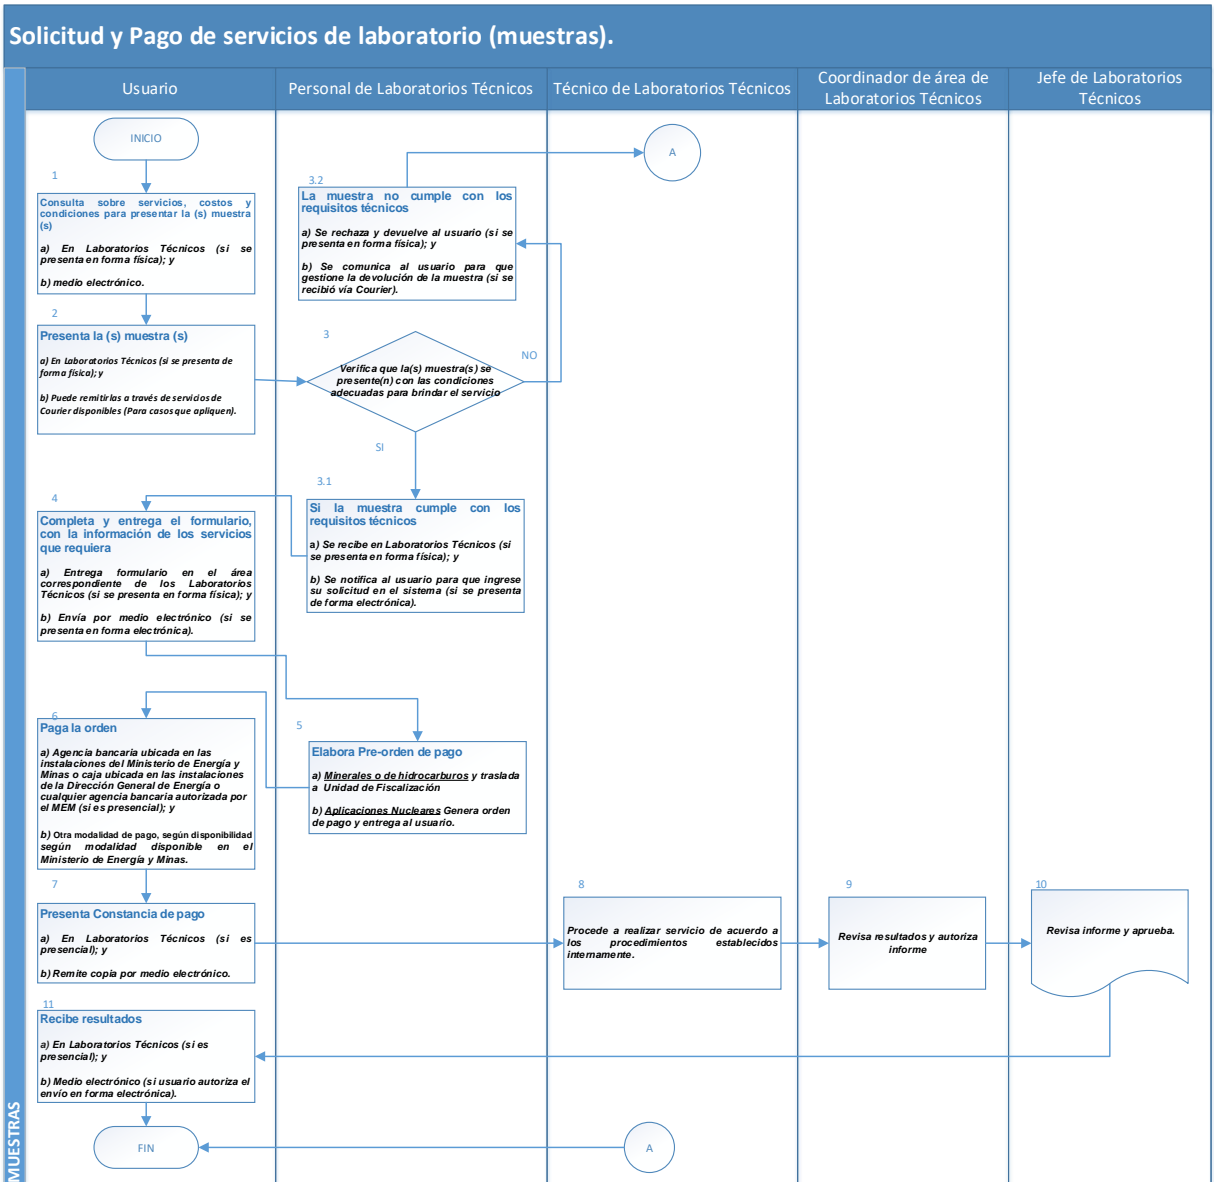 Solicitud y Pago de servicios de laboratorio (muestras).
Usuario
Personal de Laboratorios Técnicos
Técnico de Laboratorios Técnicos
Coordinador de área de
Laboratorios Técnicos
Jefe de Laboratorios
Técnicos
MUESTRAS
INICIO
1
Consulta sobre servicios, costos y
condiciones para presentar la (s) muestra
(s)
a) En Laboratorios Técnicos (si se
presenta en forma física); y
b) medio electrónico.
2
Presenta la (s) muestra (s)
a) En Laboratorios Técnicos (si se presenta de
forma física); y
b) Puede remitirlas a través de servicios de
Courier disponibles (Para casos que apliquen).
3
Verifica que la(s) muestra(s) se
presente(n) con las condiciones
adecuadas para brindar el servicio
NO
SI
3.2
La muestra no cumple con los
requisitos técnicos
a) Se rechaza y devuelve al usuario (si se
presenta en forma física); y
b) Se comunica al usuario para que
gestione la devolución de la muestra (si se
recibió vía Courier).
A
3.1
Si la muestra cumple con los
requisitos técnicos
a) Se recibe en Laboratorios Técnicos (si
se presenta en forma física); y
b) Se notifica al usuario para que ingrese
su solicitud en el sistema (si se presenta
de forma electrónica).
4
Completa y entrega el formulario,
con la información de los servicios
que requiera
a) Entrega formulario en el área
correspondiente de los Laboratorios
Técnicos (si se presenta en forma física); y
b) Envía por medio electrónico (si se
presenta en forma electrónica).
5
Elabora Pre-orden de pago
a) Minerales o de hidrocarburos y traslada
a Unidad de Fiscalización
b) Aplicaciones Nucleares Genera orden
de pago y entrega al usuario.
6
Paga la orden
a) Agencia bancaria ubicada en las
instalaciones del Ministerio de Energía y
Minas o caja ubicada en las instalaciones
de la Dirección General de Energía o
cualquier agencia bancaria autorizada por
el MEM (si es presencial); y
b) Otra modalidad de pago, según disponibilidad
según modalidad disponible en el
Ministerio de Energía y Minas.
7
Presenta Constancia de pago
a) En Laboratorios Técnicos (si es
presencial); y
b) Remite copia por medio electrónico.
8
Procede a realizar servicio de acuerdo a
los procedimientos establecidos
internamente.
9
Revisa resultados y autoriza
informe
10
Revisa informe y aprueba.
11
Recibe resultados
a) En Laboratorios Técnicos (si es
presencial); y
b) Medio electrónico (si usuario autoriza el
envío en forma electrónica).
FIN
A